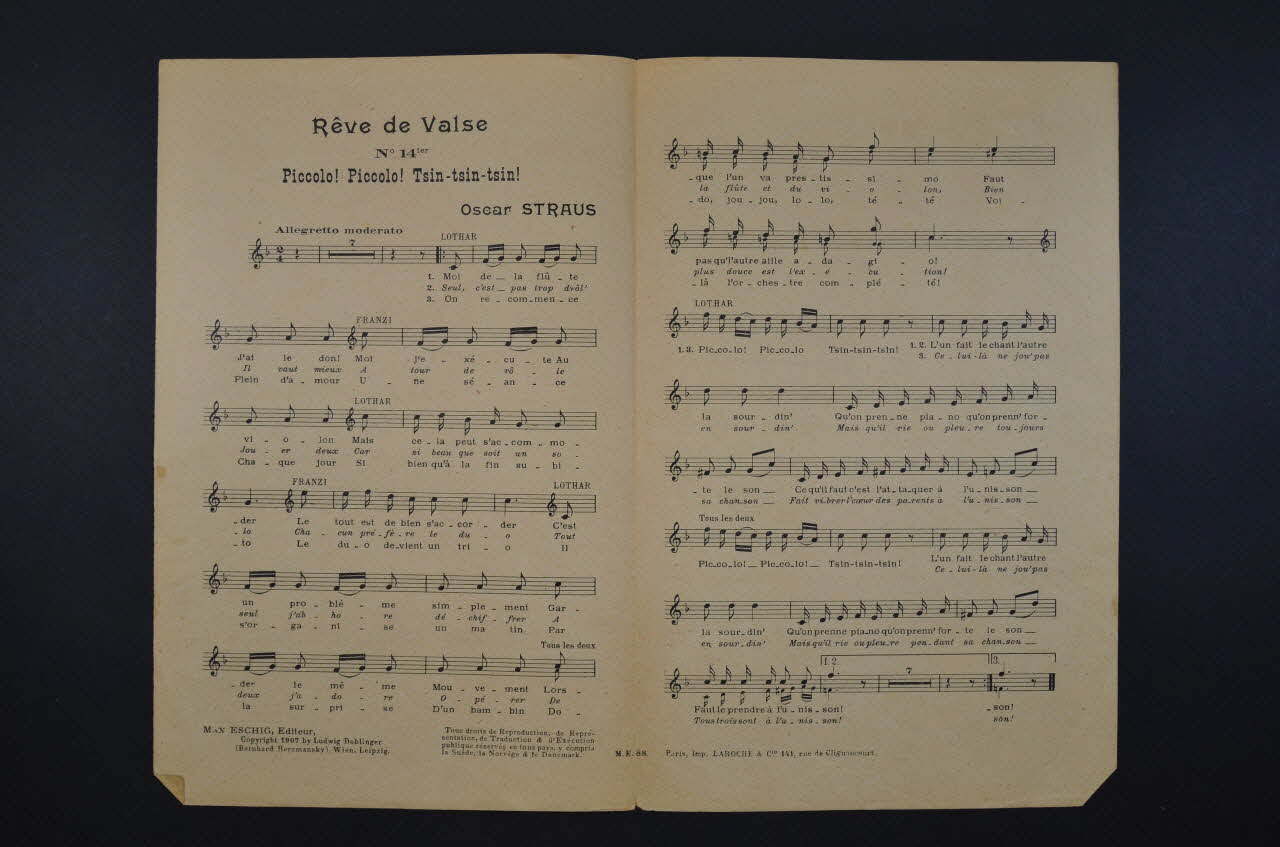 Rêve de Valse
No 14ter
Piccolo! Piccolo! Tsin-tsin-tsin!
Oscar STRAUS
Allegretto moderato
LOTHAR
2 4 7
1. Moi de la flû - te
2. Seul, c'est pas trop drôl'
3. On re - com - men - ce
FRANZI
J'ai le don! Moi j'e - xé - cu - te Au
Il vaut mieux A tour de rô - le
Plein d'a - mour U - ne sé - an - ce
LOTHAR
vi - o - lon Mais ce - la peut s'ac - com - mo -
Jou - er deux Car si beau que soit un so -
Cha - que jour Si bien qu'à la fin su - bi -
FRANZI LOTHAR
- der Le tout est de bien s'ac - cor - der C'est
- lo Cha - cun pré - fè - re le du - o Tout
- to Le du - o de - vient un tri - o Il
un pro - blè - me sim - ple - ment Gar -
seul j'ab - ho - re dé - chif - frer A
s'or - ga - ni - se un ma tin Par
Tous les deux
- der le mê - me Mou - ve - ment Lors -
deux j'a - do - re O - pé - rer De
la sur - pri - se D'un bam - bin Do -
MAX ESCHIG, Editeur,
Copyright 1907 by Ludwig Doblinger
(Bernhard Herzmansky) Wien, Leipzig.
Tous droits de Reproduction, de Repré-
sentation, de Traduction & d'Exécution
publique réservés en tous pays, y compris
la Suède, la Norvège & le Danemark.
M.E. 88.
- que l'un va pres - tis - si - mo Faut
la flûte et du vi - o - lon, Bien
- do, jou - jou, lo - lo, té - té Voi -
pas qu'l'autre aille a - da - gi - o!
plus douce est l'ex - é - cu - tion!
- là l'or - ches - tre com - plé - té!
LOTHAR
1. 3. Pic - co - lo! Pic - co - lo Tsin-tsin-tsin! 1. 2. L'un fait le chant l'autre
3. Ce - lui - là ne jou' pas
la sour - din' Qu'on pren - ne pia - no qu'on prenn' for -
en sour - din' Mais qu'il rie ou pleu - re tou - jours
- te le son Ce qu'il faut c'est l'at - ta - quer à l'u - nis - son
sa chan - son Fait vi - brer l'cœur des pa - rents à l'u - nis - son
Tous les deux
Pic - co - lo! Pic - co - lo! Tsin-tsin-tsin! L'un fait le chant l'autre
Ce - lui - là ne jou' pas
la sour - din' Qu'on prenne pia - no qu'on prenn' for - te le son
en sour - din' Mais qu'il rie ou pleu - re pen - dant sa chan - son
1. 2. 7 3.
Faut le prendre à l'u - nis - son! - son!
Tous trois sont à l'u - nis - son! son!
Paris, Imp. LAROCHE & Cie 141, rue de Clignancourt.